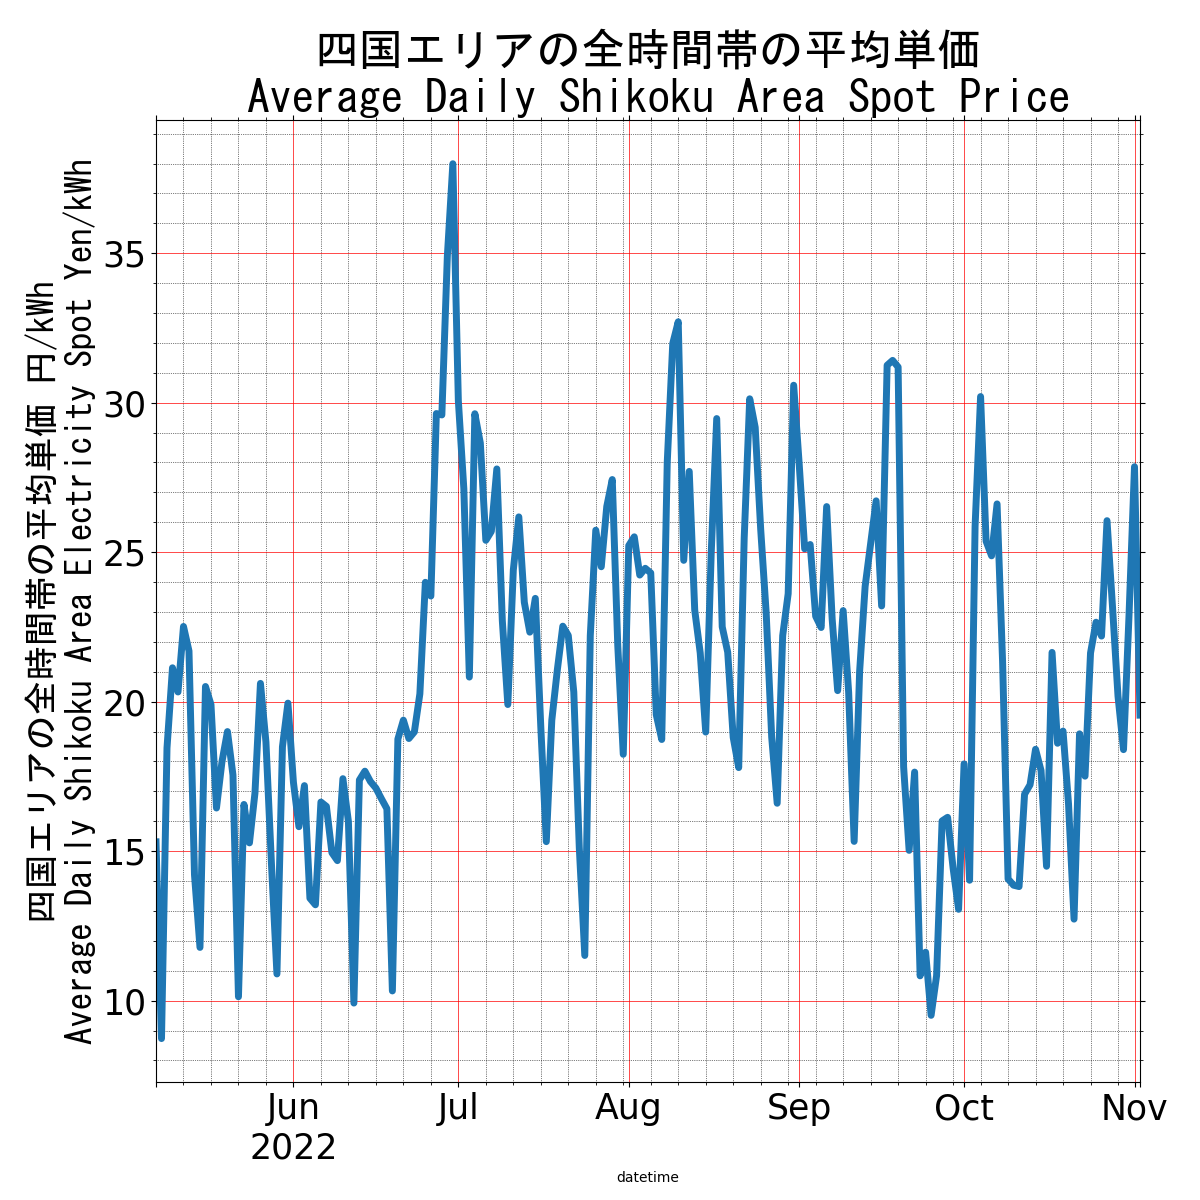 四国エリアの全時間帯の平均単価
Average Daily Shikoku Area Spot Price
四国エリアの全時間帯の平均単価 円/kWh
Average Daily Shikoku Area Electricity Spot Yen/kWh
35
30
25
20
15
10
Jun
2022
Jul
Aug
Sep
Oct
Nov
datetime